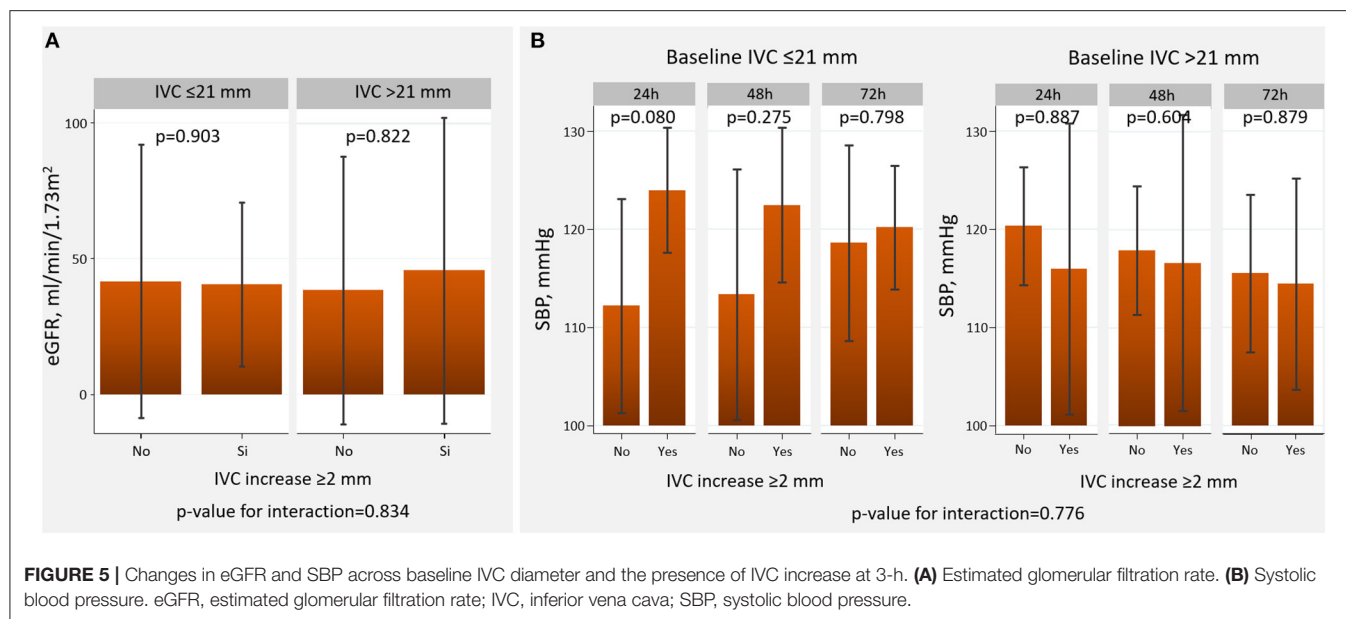 A
IVC ≤21 mm
IVC >21 mm
p=0.903
p=0.822
100
50
0
eGFR, ml/min/1.73m²
No
Si
No
Si
IVC increase ≥2 mm
p-value for interaction=0.834
B
Baseline IVC ≤21 mm
24h
48h
72h
p=0.080
p=0.275
p=0.798
130
120
110
100
SBP, mmHg
No
Yes
No
Yes
No
Yes
IVC increase ≥2 mm
Baseline IVC >21 mm
24h
48h
72h
p=0.887
p=0.604
p=0.879
130
120
110
100
SBP, mmHg
No
Yes
No
Yes
No
Yes
IVC increase ≥2 mm
p-value for interaction=0.776
FIGURE 5 | Changes in eGFR and SBP across baseline IVC diameter and the presence of IVC increase at 3-h. (A) Estimated glomerular filtration rate. (B) Systolic
blood pressure. eGFR, estimated glomerular filtration rate; IVC, inferior vena cava; SBP, systolic blood pressure.